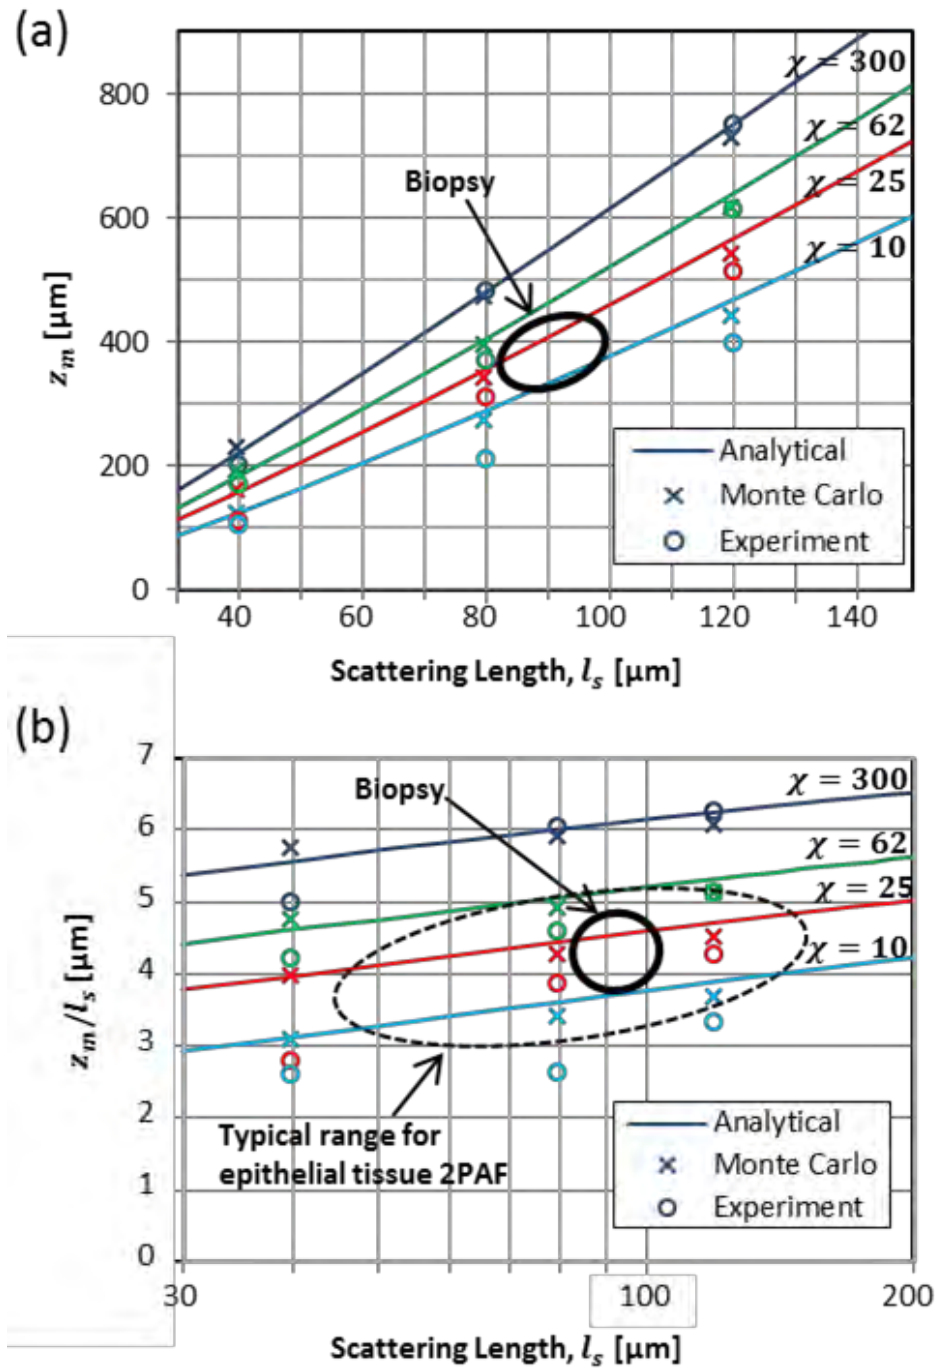 (a)
800
600
400
200
0
z_m [μm]
Biopsy
χ = 300
χ = 62
χ = 25
χ = 10
Analytical
Monte Carlo
Experiment
40 60 80 100 120 140
Scattering Length, l_s [μm]
(b)
7
6
5
4
3
2
1
0
z_m/l_s [μm]
Biopsy
χ = 300
χ = 62
χ = 25
χ = 10
Typical range for
epithelial tissue 2PAF
Analytical
Monte Carlo
Experiment
30 100 200
Scattering Length, l_s [μm]